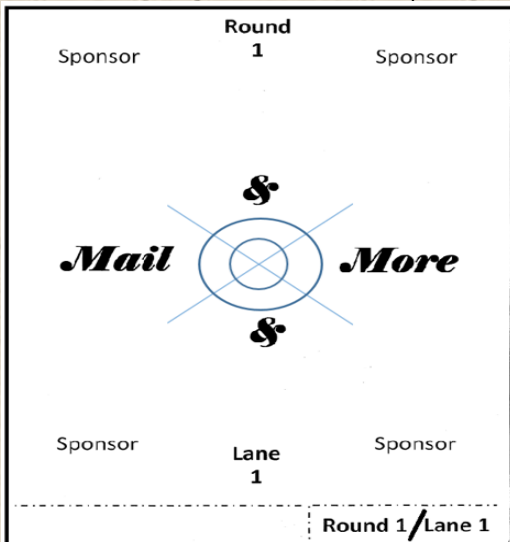 Round
1
Sponsor Sponsor
&
Mail More
&
Sponsor Sponsor
Lane
1
Round 1/Lane 1